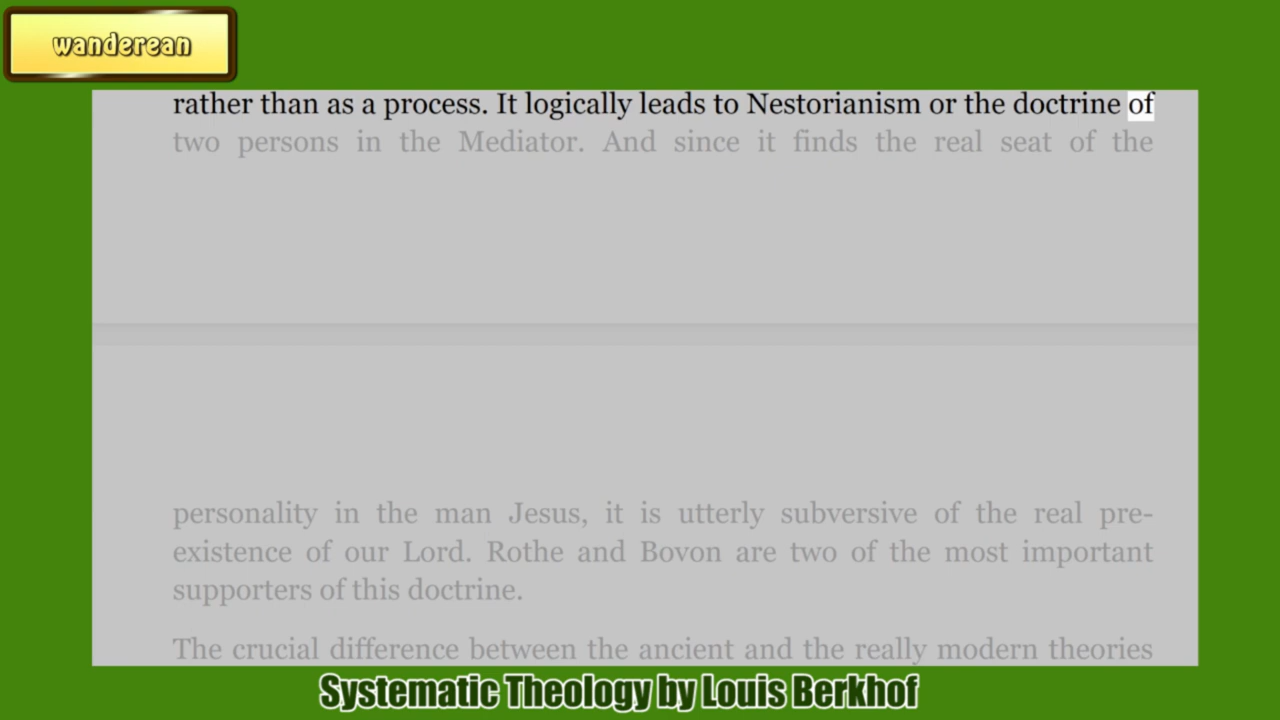 wanderean
rather than as a process. It logically leads to Nestorianism or the doctrine of
two persons in the Mediator. And since it finds the real seat of the
personality in the man Jesus, it is utterly subversive of the real pre-
existence of our Lord. Rothe and Bovon are two of the most important
supporters of this doctrine.
The crucial difference between the ancient and the really modern theories
Systematic Theology by Louis Berkhof